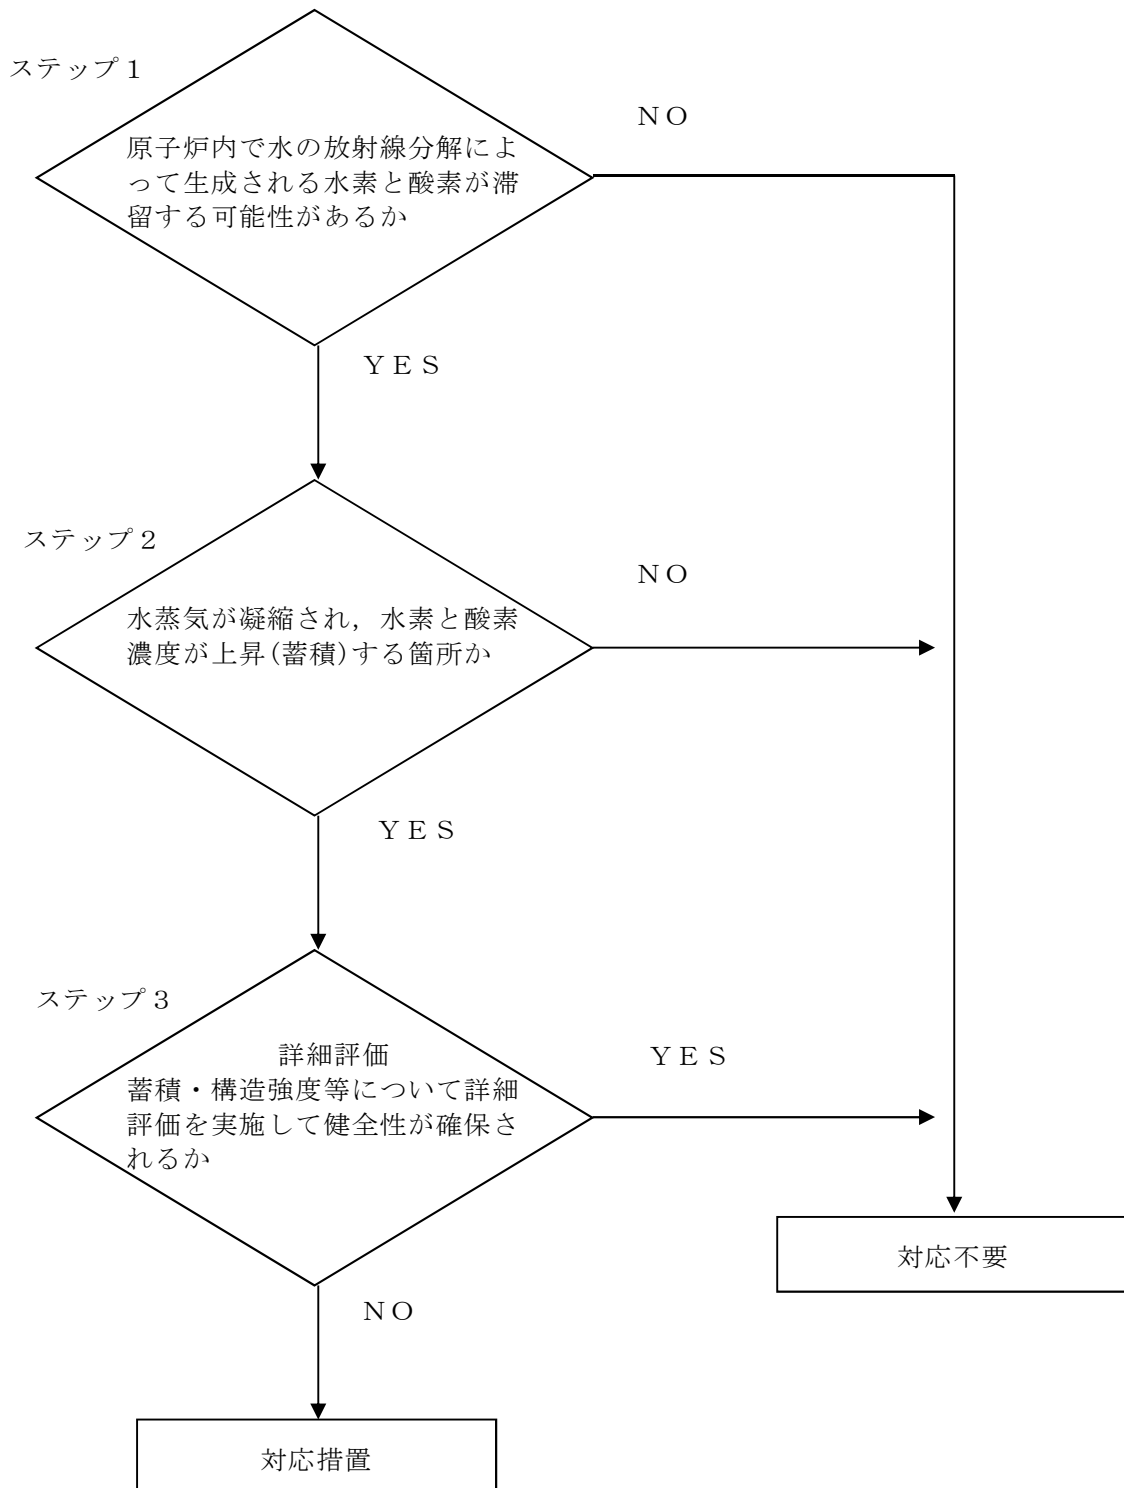 ステップ１
ＮＯ
原子炉内で水の放射線分解によ
って生成される水素と酸素が滞
留する可能性があるか
ＹＥＳ
ステップ２
ＮＯ
水蒸気が凝縮され，水素と酸素
濃度が上昇(蓄積)する箇所か
ＹＥＳ
ステップ３
詳細評価
ＹＥＳ
蓄積・構造強度等について詳細
評価を実施して健全性が確保さ
れるか
対応不要
ＮＯ
対応措置